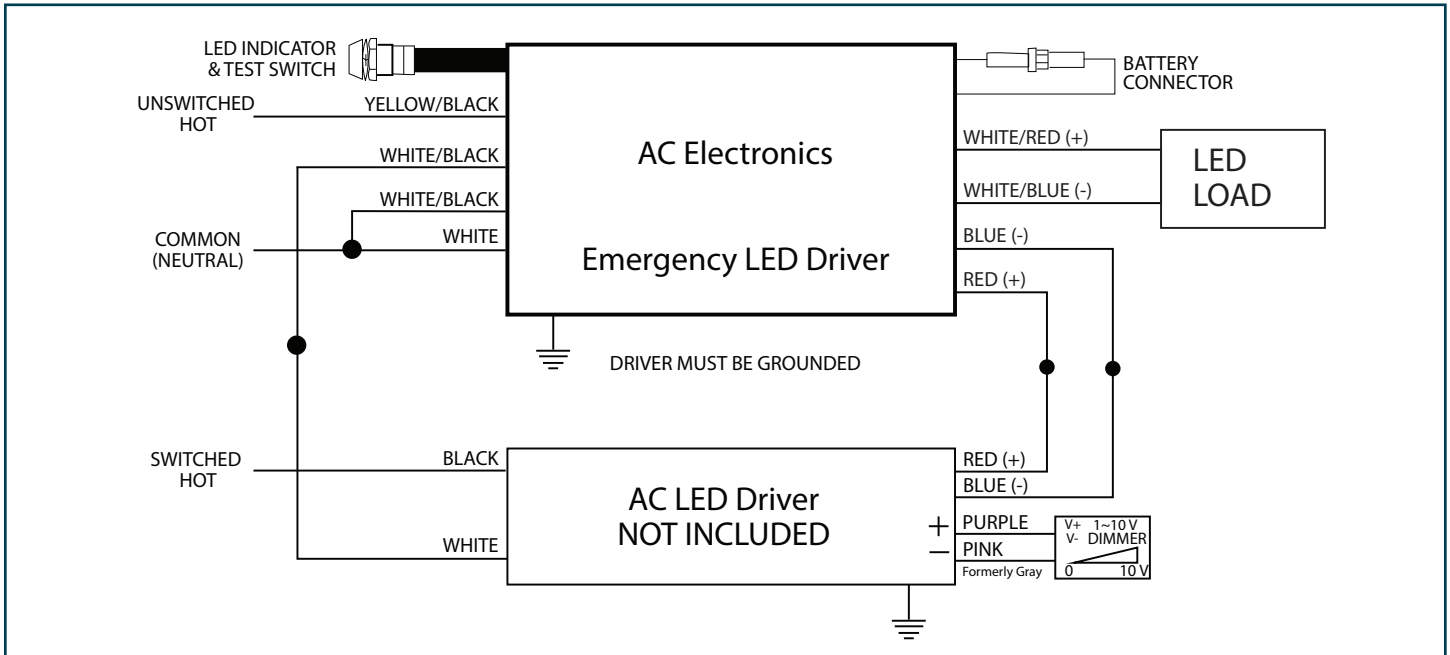 LED INDICATOR
& TEST SWITCH
BATTERY
CONNECTOR
UNSWITCHED
HOT
YELLOW/BLACK
WHITE/BLACK
WHITE/BLACK
COMMON
(NEUTRAL)
WHITE
AC Electronics
Emergency LED Driver
WHITE/RED (+)
WHITE/BLUE (-)
LED
LOAD
BLUE (-)
RED (+)
DRIVER MUST BE GROUNDED
SWITCHED
HOT
BLACK
WHITE
AC LED Driver
NOT INCLUDED
RED (+)
BLUE (-)
+ PURPLE
− PINK
Formerly Gray
V+ 1~10 V
V- DIMMER
0 10 V